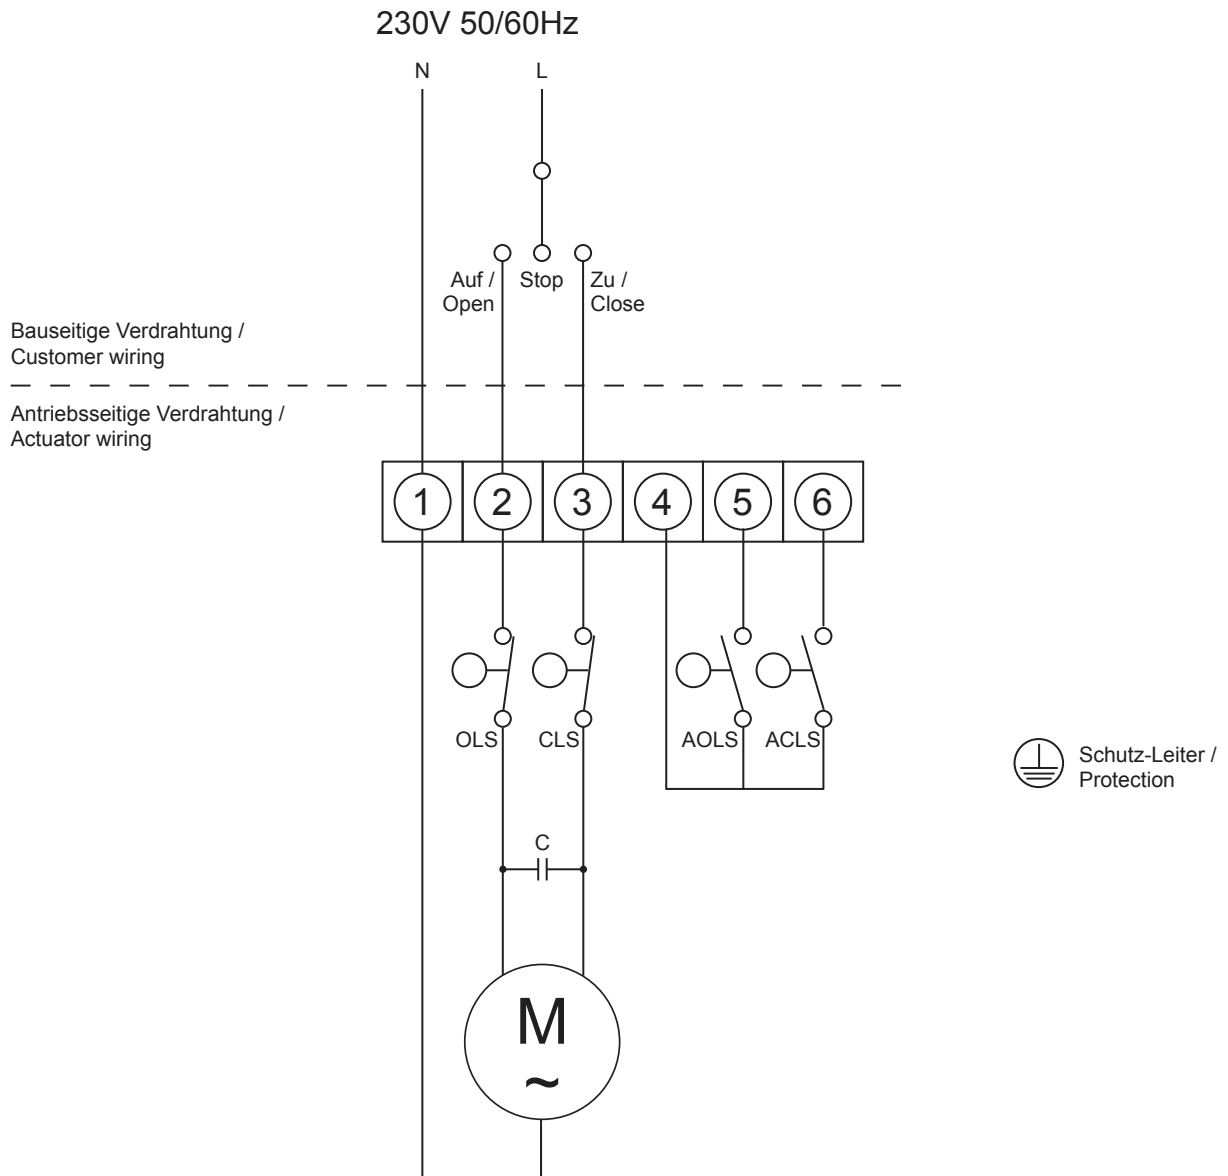 230V 50/60Hz
N L
Auf /
Open
Stop
Zu /
Close
Bauseitige Verdrahtung /
Customer wiring
Antriebsseitige Verdrahtung /
Actuator wiring
1 2 3 4 5 6
OLS CLS AOLS ACLS
Schutz-Leiter /
Protection
C
M
~